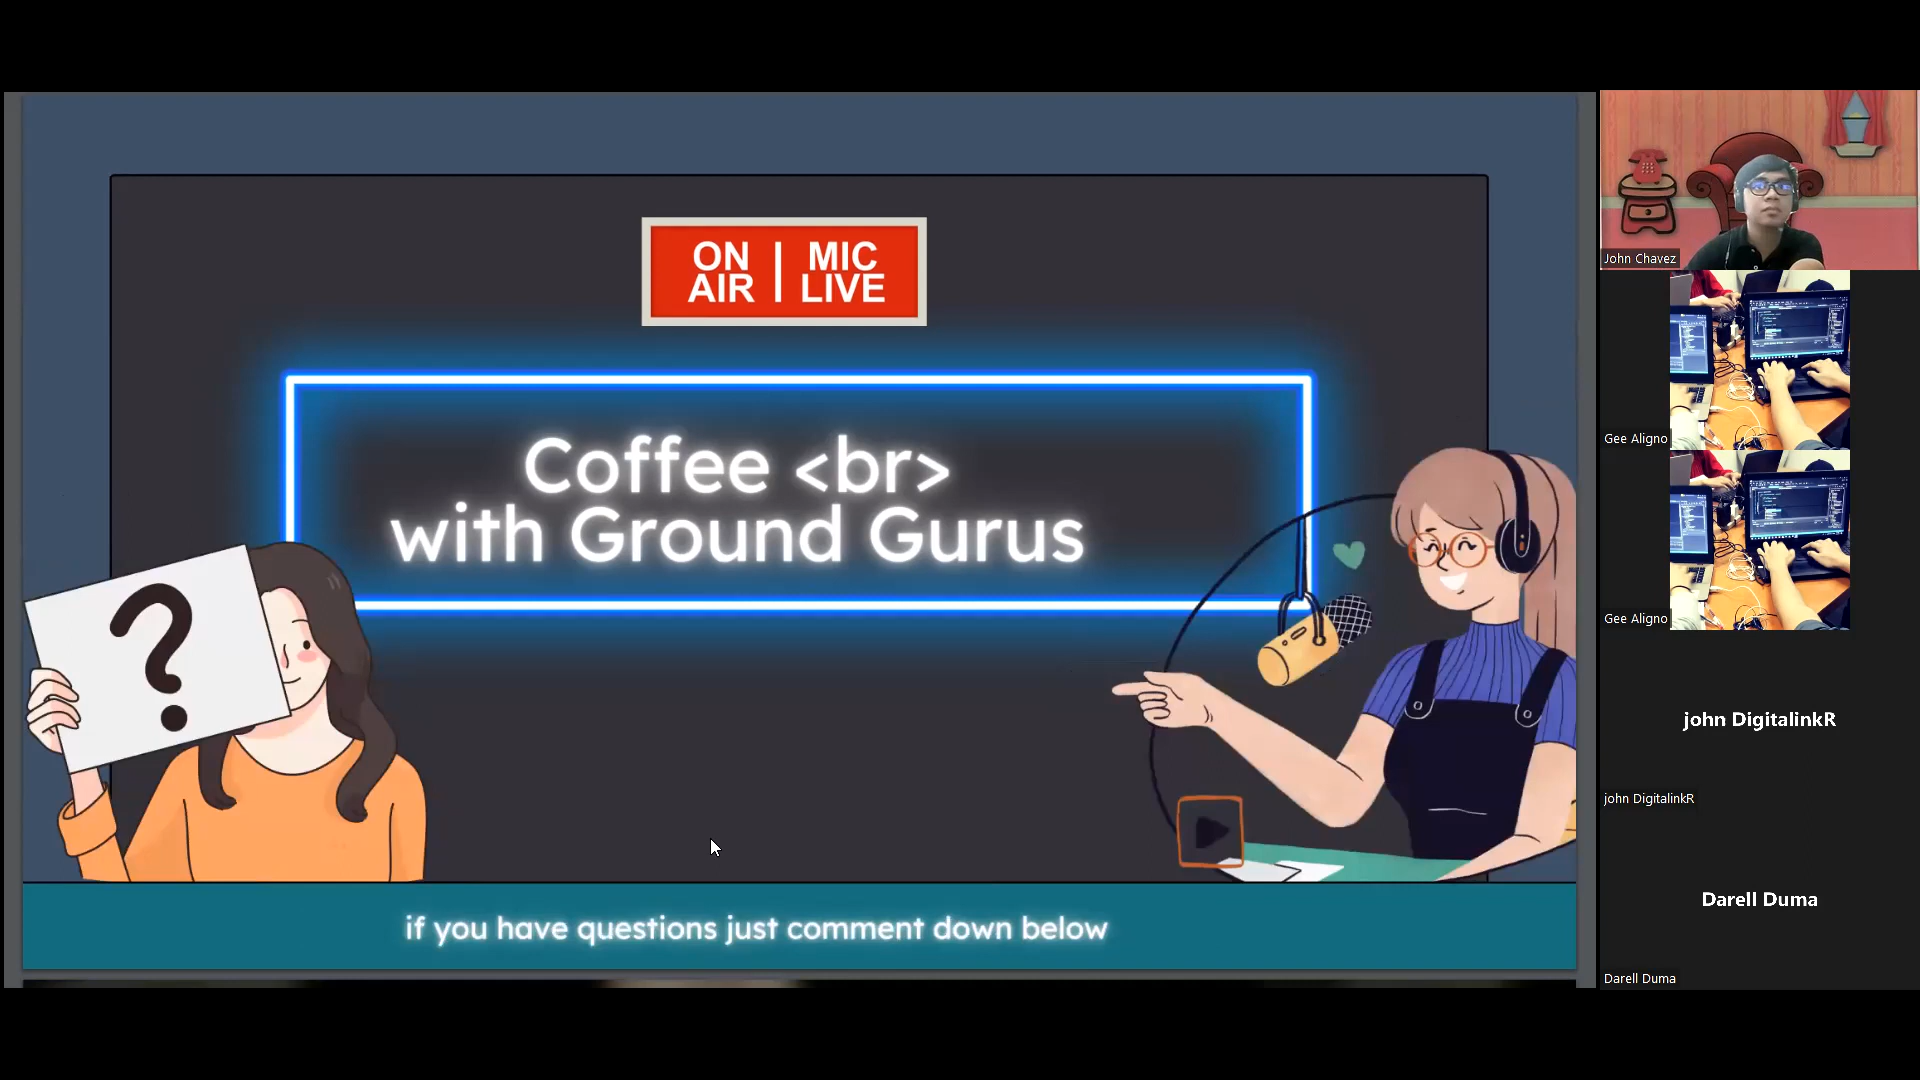 ON | MIC
AIR | LIVE
Coffee <br>
with Ground Gurus
?
if you have questions just comment down below
John Chavez
Gee Aligno
Gee Aligno
john DigitalinkR
john DigitalinkR
Darell Duma
Darell Duma